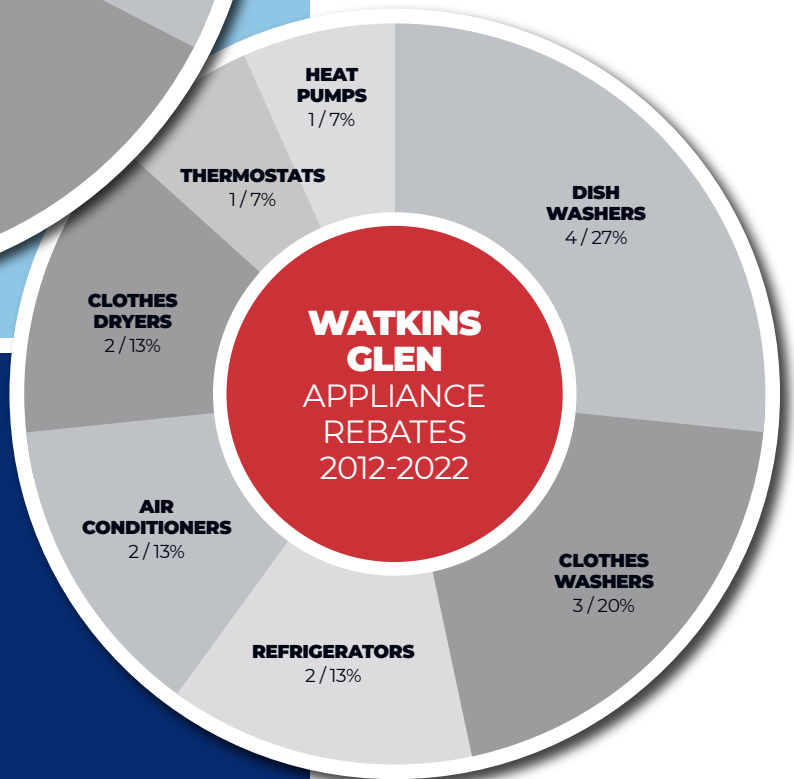 HEAT
PUMPS
1 / 7%
THERMOSTATS
1 / 7%
DISH
WASHERS
4 / 27%
CLOTHES
DRYERS
2 / 13%
WATKINS
GLEN
APPLIANCE
REBATES
2012-2022
AIR
CONDITIONERS
2 / 13%
CLOTHES
WASHERS
3 / 20%
REFRIGERATORS
2 / 13%